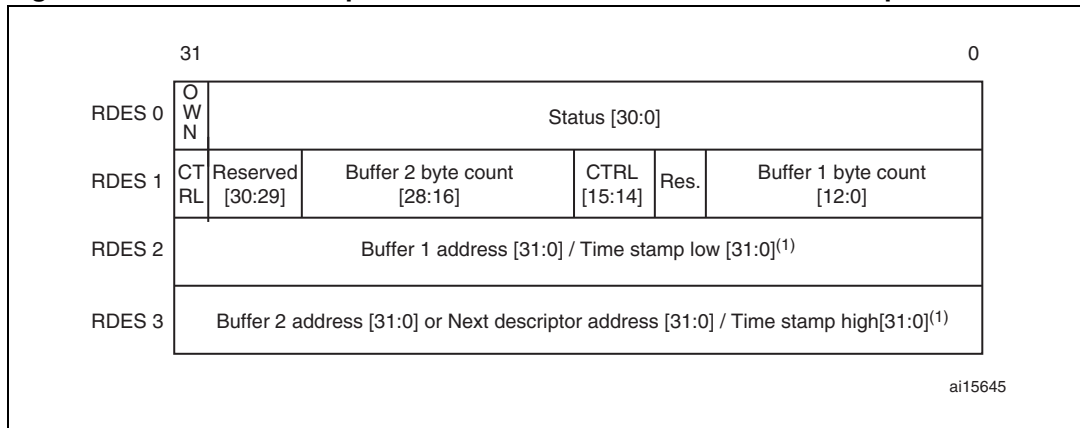 31 0
RDES 0 OWN Status [30:0]
RDES 1 CTRL Reserved [30:29] Buffer 2 byte count [28:16] CTRL [15:14] Res. Buffer 1 byte count [12:0]
RDES 2 Buffer 1 address [31:0] / Time stamp low [31:0](1)
RDES 3 Buffer 2 address [31:0] or Next descriptor address [31:0] / Time stamp high[31:0](1)
ai15645